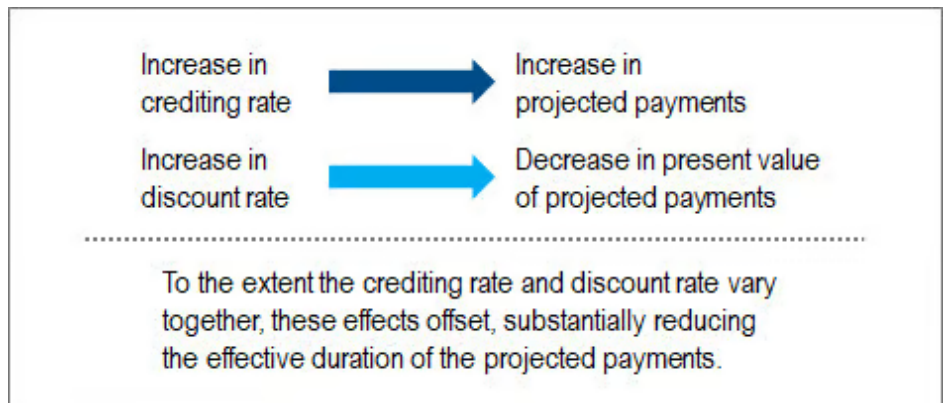 Increase in
crediting rate
Increase in
projected payments
Increase in
discount rate
Decrease in present value
of projected payments
To the extent the crediting rate and discount rate vary
together, these effects offset, substantially reducing
the effective duration of the projected payments.